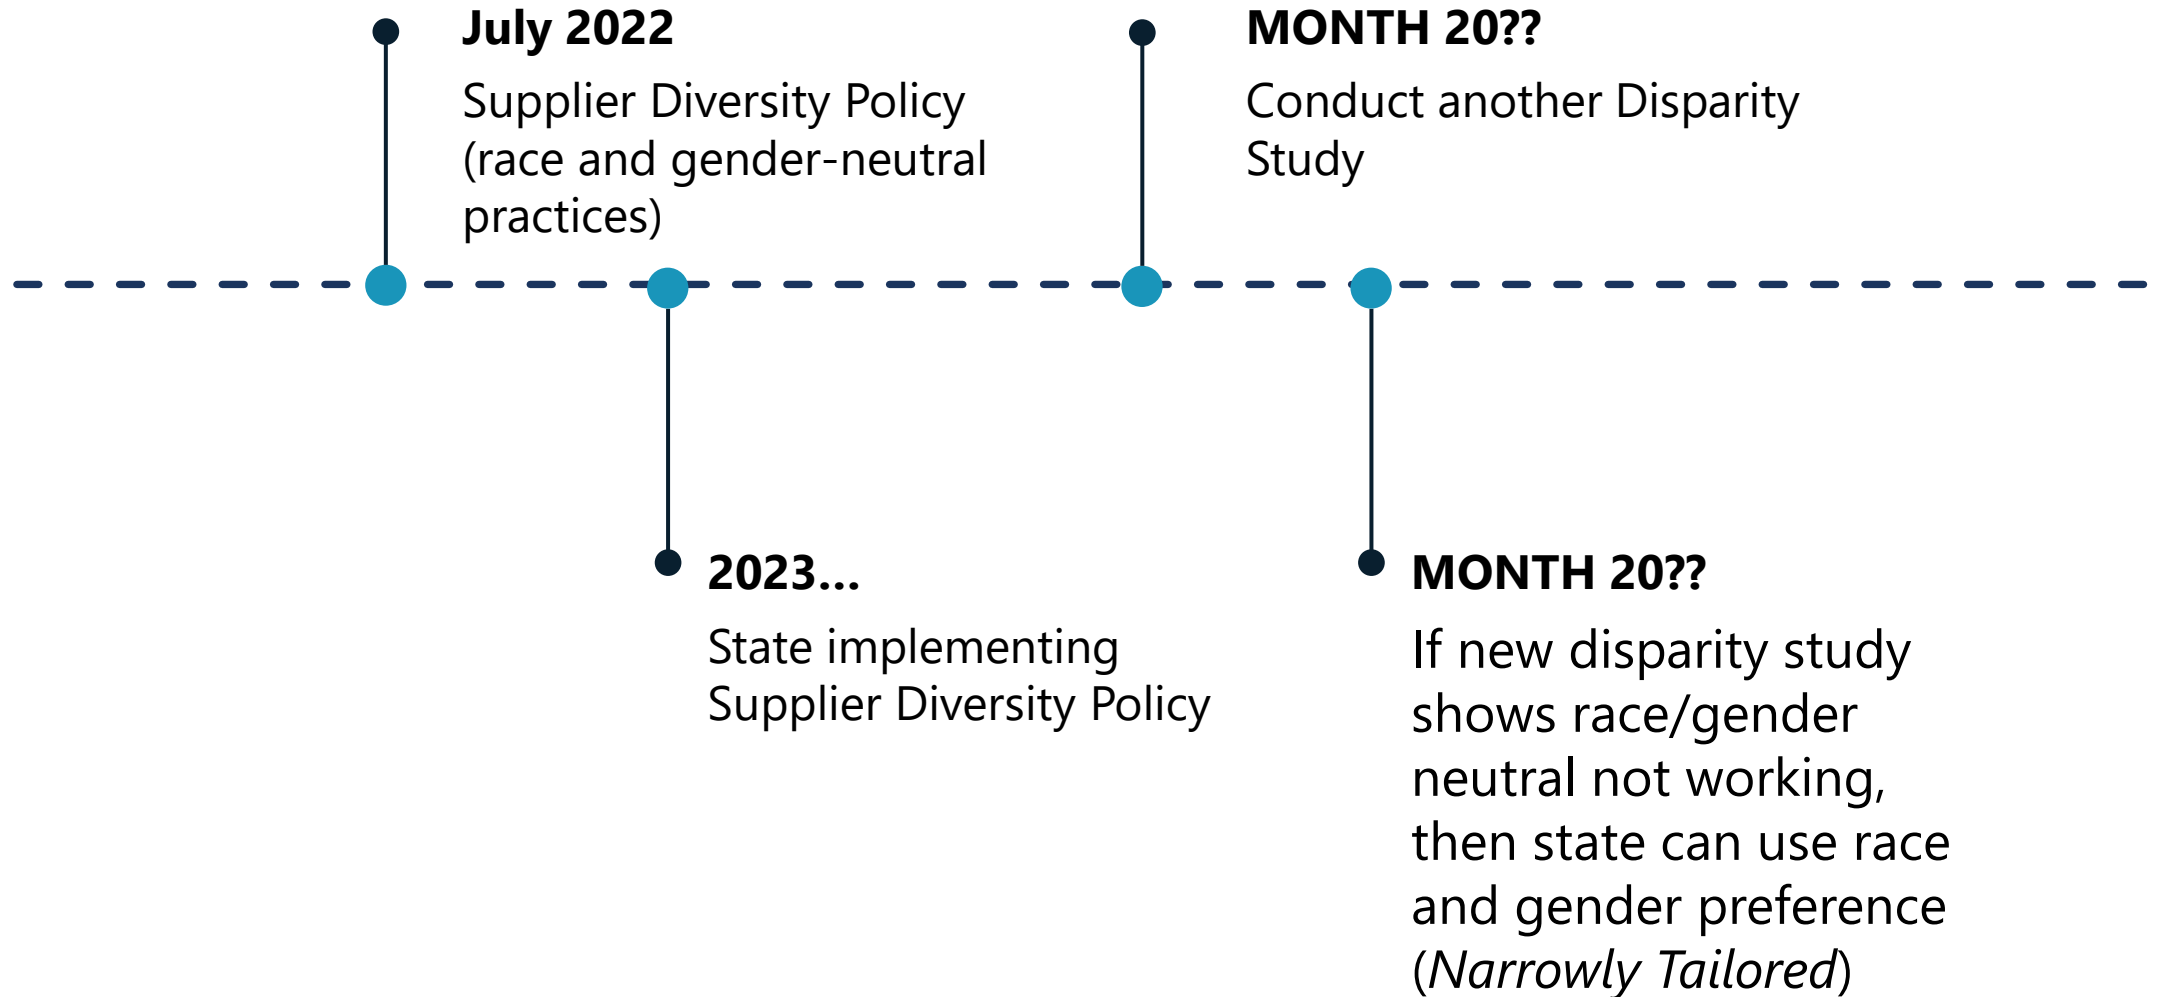 July 2022
Supplier Diversity Policy
(race and gender-neutral
practices)
2023...
State implementing
Supplier Diversity Policy
MONTH 20??
Conduct another Disparity
Study
MONTH 20??
If new disparity study
shows race/gender
neutral not working,
then state can use race
and gender preference
(Narrowly Tailored)